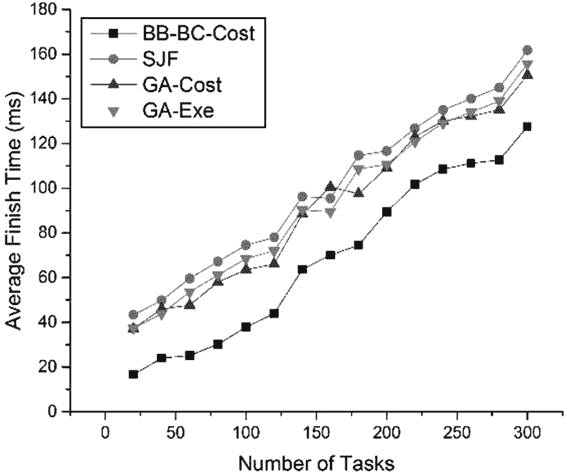 180
160
140
120
100
80
60
40
20
0
Average Finish Time (ms)
BB-BC-Cost
SJF
GA-Cost
GA-Exe
0 50 100 150 200 250 300
Number of Tasks